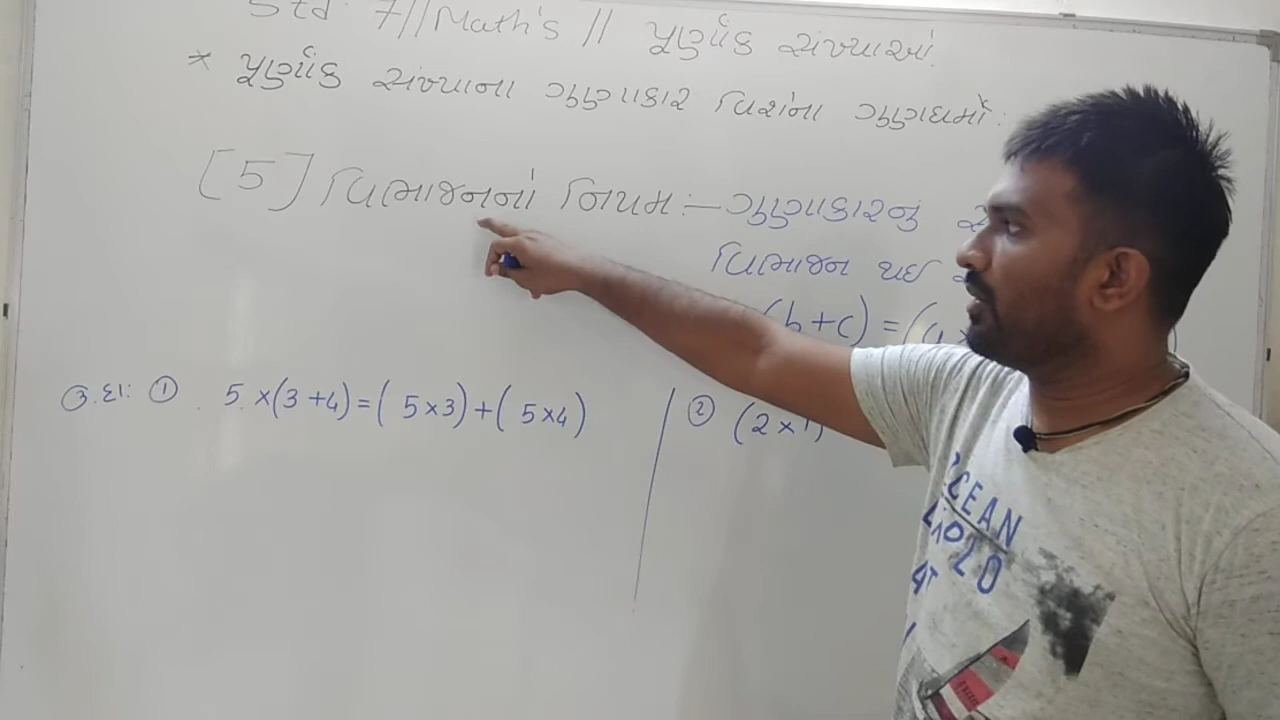 Std 7 // Math's // પૂર્ણાંક સંખ્યાઓ.
* પૂર્ણાંક સંખ્યાના ગુણાકાર વિશેના ગુણધર્મો :
[5] વિભાજનનો નિયમ :- ગુણાકારનું
વિભાજન થઈ
(b+c) = (a×
ઉ.દા: ① 5 ×(3+4)=( 5×3)+( 5×4)
② (2×
OCEAN
2020